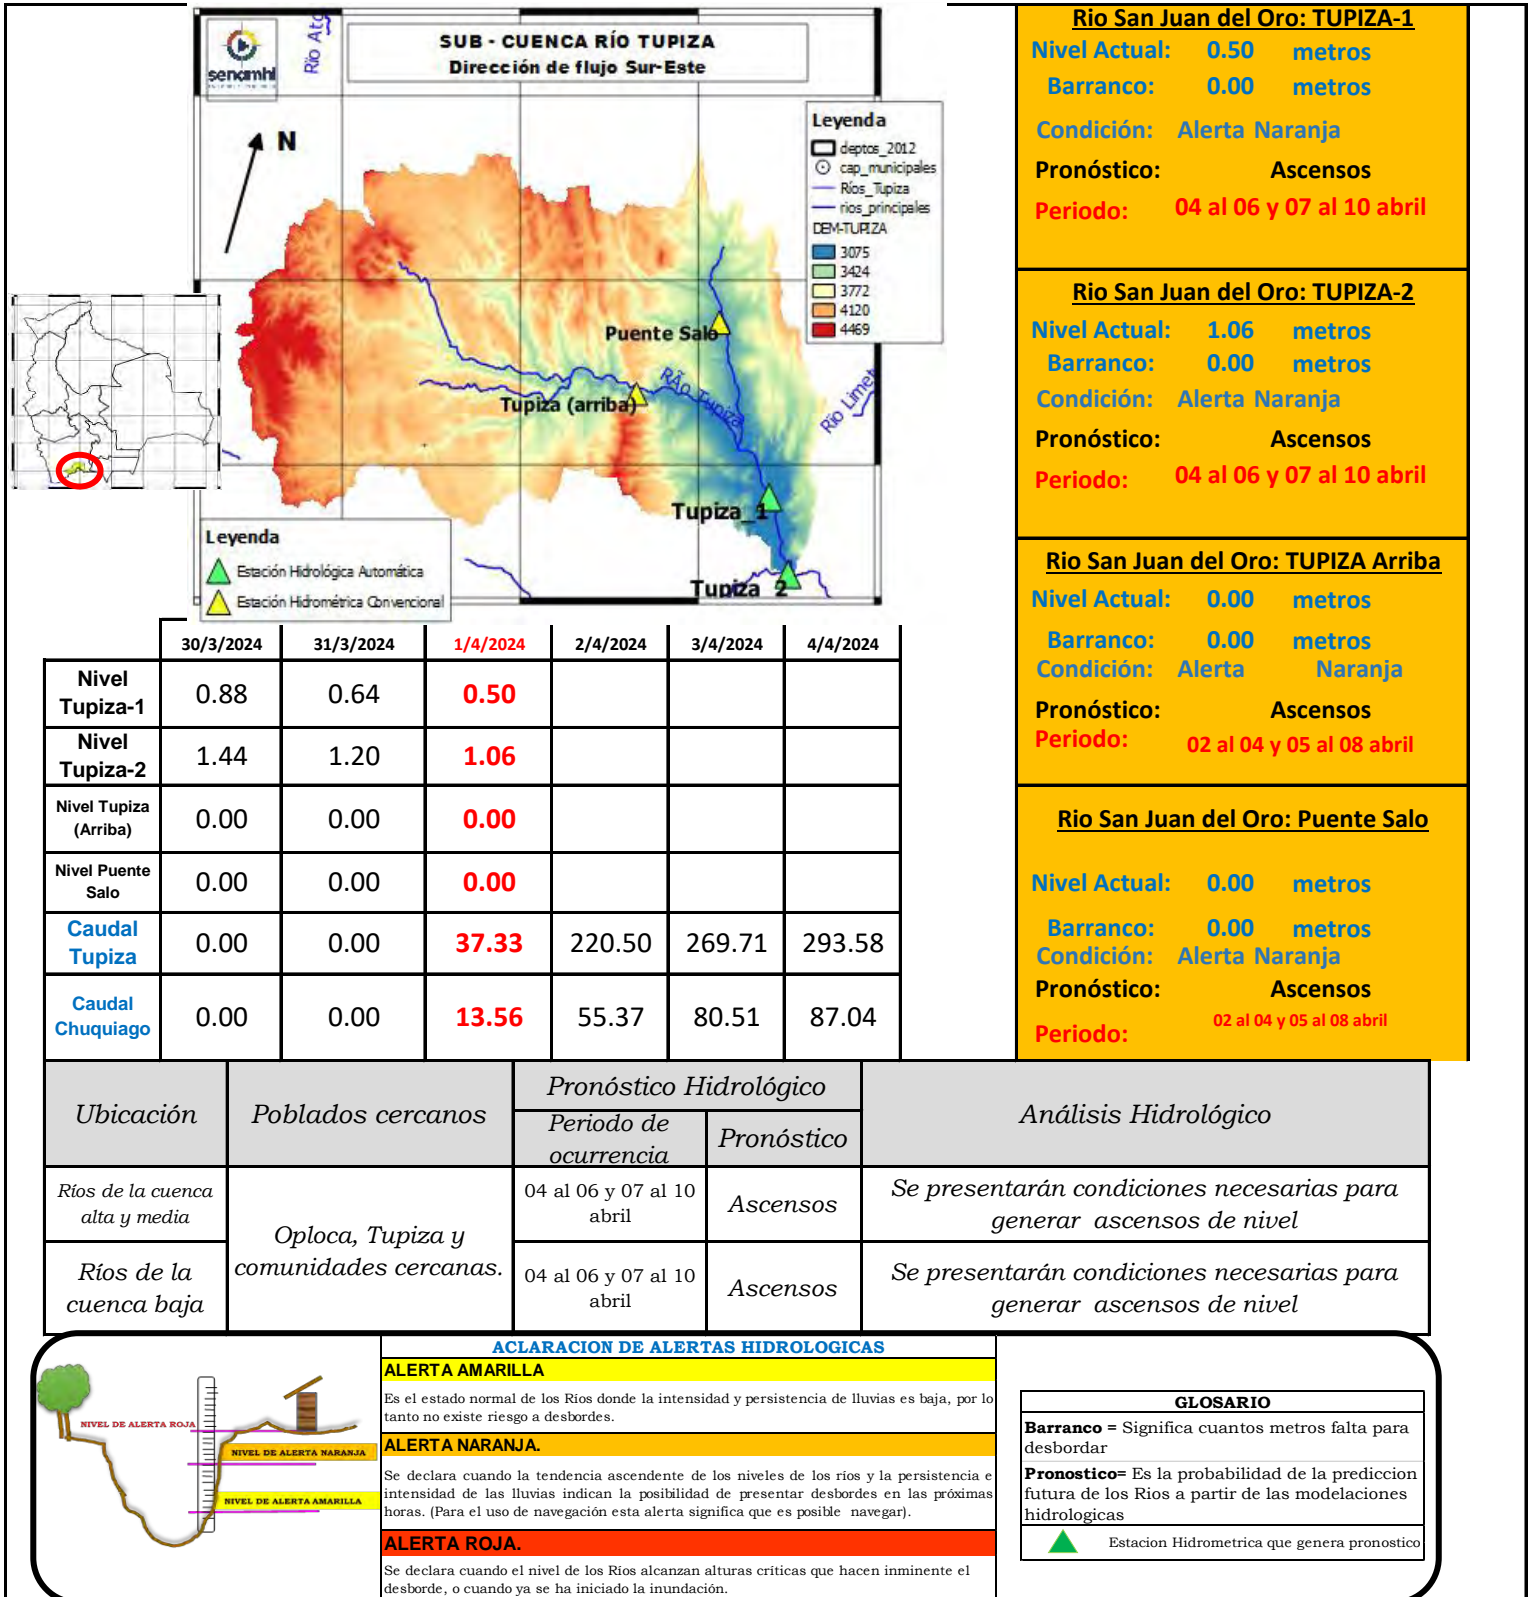 senamhi
Río Ato
SUB - CUENCA RÍO TUPIZA
Dirección de flujo Sur-Este
N
Leyenda
deptos_2012
cap_municipales
Ríos_Tupiza
rios_principales
DEM-TUPIZA
3075
3424
3772
4120
4469
Puente Salo
Tupiza (arriba)
RÃo Tupiza
Rio Limet
Tupiza_1
Tupiza_2
Leyenda
Estación Hidrológica Automática
Estación Hidrométrica Convencional
Rio San Juan del Oro: TUPIZA-1
Nivel Actual: 0.50 metros
Barranco: 0.00 metros
Condición: Alerta Naranja
Pronóstico: Ascensos
Periodo: 04 al 06 y 07 al 10 abril
Rio San Juan del Oro: TUPIZA-2
Nivel Actual: 1.06 metros
Barranco: 0.00 metros
Condición: Alerta Naranja
Pronóstico: Ascensos
Periodo: 04 al 06 y 07 al 10 abril
Rio San Juan del Oro: TUPIZA Arriba
Nivel Actual: 0.00 metros
Barranco: 0.00 metros
Condición: Alerta Naranja
Pronóstico: Ascensos
Periodo: 02 al 04 y 05 al 08 abril
Rio San Juan del Oro: Puente Salo
Nivel Actual: 0.00 metros
Barranco: 0.00 metros
Condición: Alerta Naranja
Pronóstico: Ascensos
Periodo: 02 al 04 y 05 al 08 abril
30/3/2024 31/3/2024 1/4/2024 2/4/2024 3/4/2024 4/4/2024
Nivel
Tupiza-1
0.88 0.64 0.50
Nivel
Tupiza-2
1.44 1.20 1.06
Nivel Tupiza
(Arriba)
0.00 0.00 0.00
Nivel Puente
Salo
0.00 0.00 0.00
Caudal
Tupiza
0.00 0.00 37.33 220.50 269.71 293.58
Caudal
Chuquiago
0.00 0.00 13.56 55.37 80.51 87.04
Ubicación
Poblados cercanos
Pronóstico Hidrológico
Periodo de
ocurrencia
Pronóstico
Análisis Hidrológico
Ríos de la cuenca
alta y media
Oploca, Tupiza y
comunidades cercanas.
04 al 06 y 07 al 10
abril
Ascensos
Se presentarán condiciones necesarias para
generar ascensos de nivel
Ríos de la
cuenca baja
04 al 06 y 07 al 10
abril
Ascensos
Se presentarán condiciones necesarias para
generar ascensos de nivel
NIVEL DE ALERTA ROJA
NIVEL DE ALERTA NARANJA
NIVEL DE ALERTA AMARILLA
ACLARACION DE ALERTAS HIDROLOGICAS
ALERTA AMARILLA
Es el estado normal de los Ríos donde la intensidad y persistencia de lluvias es baja, por lo
tanto no existe riesgo a desbordes.
ALERTA NARANJA.
Se declara cuando la tendencia ascendente de los niveles de los ríos y la persistencia e
intensidad de las lluvias indican la posibilidad de presentar desbordes en las próximas
horas. (Para el uso de navegación esta alerta significa que es posible navegar).
ALERTA ROJA.
Se declara cuando el nivel de los Ríos alcanzan alturas críticas que hacen inminente el
desborde, o cuando ya se ha iniciado la inundación.
GLOSARIO
Barranco = Significa cuantos metros falta para
desbordar
Pronostico= Es la probabilidad de la prediccion
futura de los Rios a partir de las modelaciones
hidrologicas
Estacion Hidrometrica que genera pronostico